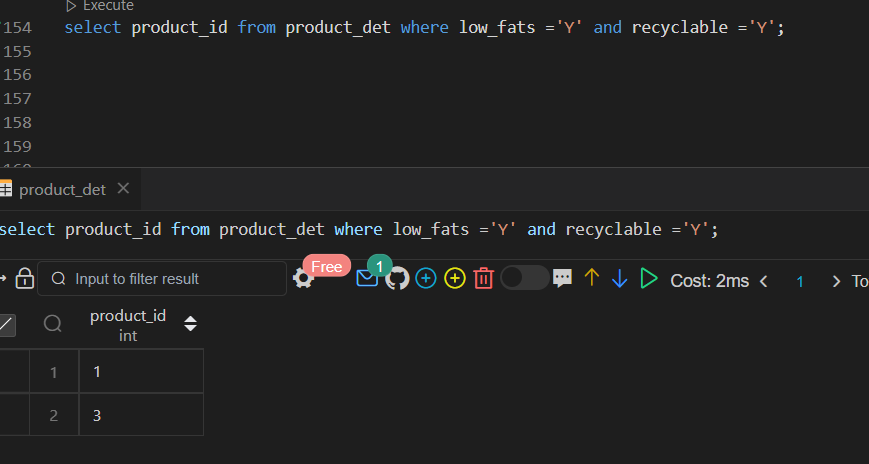 Execute
154 select product_id from product_det where low_fats ='Y' and recyclable ='Y';
155
156
157
158
159
160
product_det
select product_id from product_det where low_fats ='Y' and recyclable ='Y';
Input to filter result Free 1 Cost: 2ms 1 To
product_id
int
1 1
2 3